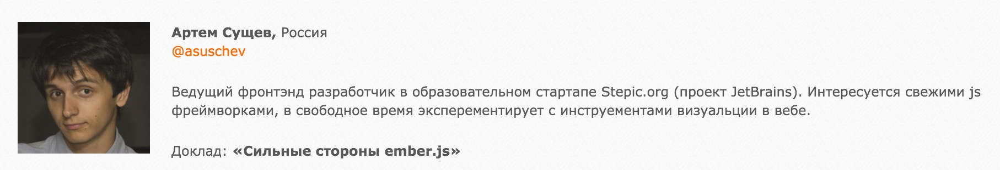 Артем Сущев, Россия
@asuschev
Ведущий фронтэнд разработчик в образовательном стартапе Stepic.org (проект JetBrains). Интересуется свежими js
фреймворками, в свободное время эксперементирует с инструементами визуальции в вебе.
Доклад: «Сильные стороны ember.js»